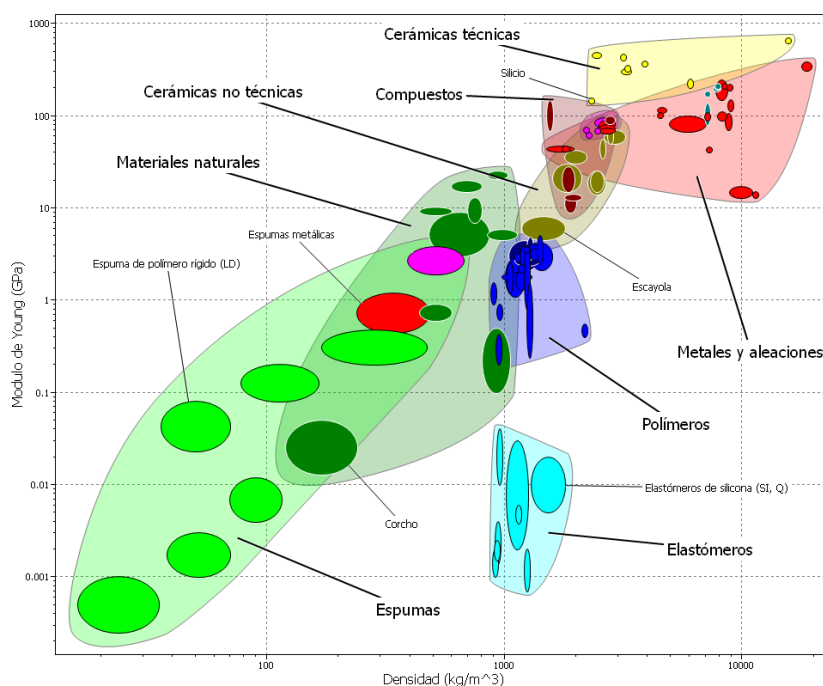 1000
Cerámicas técnicas
Silicio
Cerámicas no técnicas
Compuestos
100
Materiales naturales
10
Espumas metálicas
Espuma de polímero rígido (LD)
Escayola
Modulo de Young (GPa)
1
Metales y aleaciones
0.1
Polímeros
Elastómeros de silicona (SI, Q)
0.01
Corcho
Elastómeros
0.001
Espumas
100
1000
10000
Densidad (kg/m^3)